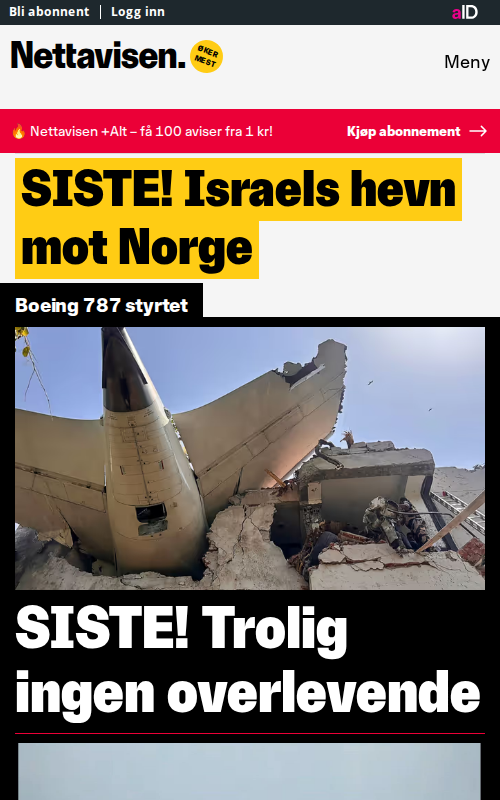 Bli abonnent | Logg inn
aID
Nettavisen.
ØKER
MEST
Meny
🔥 Nettavisen +Alt – få 100 aviser fra 1 kr!
Kjøp abonnement →
SISTE! Israels hevn
mot Norge
Boeing 787 styrtet
SISTE! Trolig
ingen overlevende